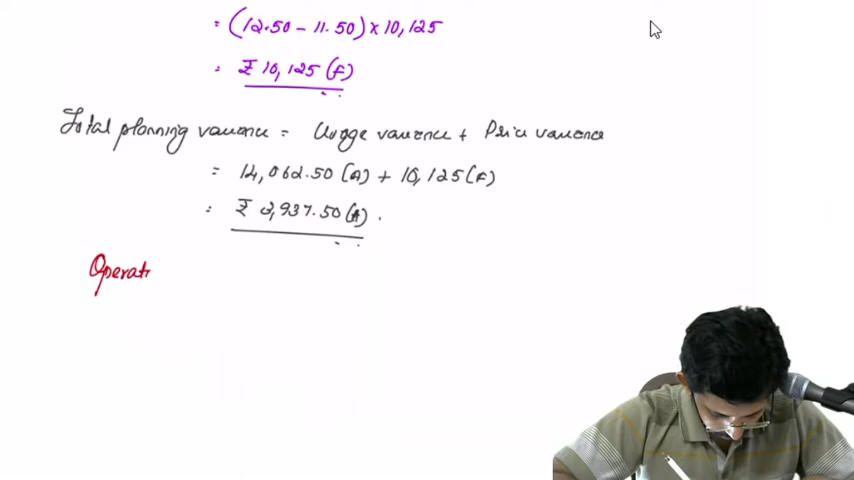 = (12.50 - 11.50) x 10,125
= ₹ 10,125 (F)
Total planning variance = Usage variance + Price variance
= 14,062.50 (A) + 10,125 (F)
= ₹ 3,937.50 (A).
Operati